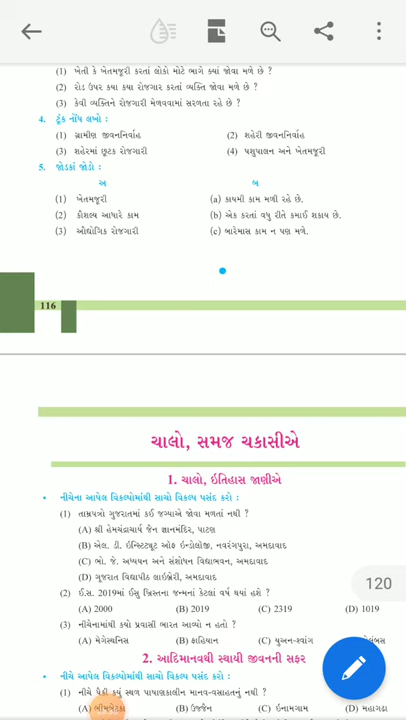 (1) ખેતી કે ખેતમજૂરી કરતાં લોકો મોટે ભાગે ક્યાં જોવા મળે છે ?
(2) રોડ ઉપર કયા કયા રોજગાર કરતાં વ્યક્તિ જોવા મળે છે ?
(3) કેવી વ્યક્તિને રોજગારી મેળવવામાં સરળતા રહે છે ?
4. ટૂંક નોંધ લખો :
(1) ગ્રામીણ જીવનનિર્વાહ (2) શહેરી જીવનનિર્વાહ
(3) શહેરમાં છૂટક રોજગારી (4) પશુપાલન અને ખેતમજૂરી
5. જોડકાં જોડો :
અ બ
(1) ખેતમજૂરી (a) કાયમી કામ મળી રહે છે.
(2) કૌશલ્ય આધારે કામ (b) એક કરતાં વધુ રીતે કમાઈ શકાય છે.
(3) ઔદ્યોગિક રોજગારી (c) બારેમાસ કામ ન પણ મળે.
116
ચાલો, સમજ ચકાસીએ
1. ચાલો, ઇતિહાસ જાણીએ
• નીચેના આપેલ વિકલ્પોમાંથી સાચો વિકલ્પ પસંદ કરો :
(1) તામ્રપત્રો ગુજરાતમાં કઈ જગ્યાએ જોવા મળતાં નથી ?
(A) શ્રી હેમચંદ્રાચાર્ય જૈન જ્ઞાનમંદિર, પાટણ
(B) એલ. ડી. ઇન્સ્ટિટ્યૂટ ઓફ ઇન્ડોલોજી, નવરંગપુરા, અમદાવાદ
(C) ભો. જે. અધ્યયન અને સંશોધન વિદ્યાભવન, અમદાવાદ
(D) ગૂજરાત વિદ્યાપીઠ લાઇબ્રેરી, અમદાવાદ
120
(2) ઈ.સ. 2019માં ઈસુ ખ્રિસ્તના જન્મનાં કેટલાં વર્ષ થયાં હશે ?
(A) 2000 (B) 2019 (C) 2319 (D) 1019
(3) નીચેનામાંથી કયો પ્રવાસી ભારત આવ્યો ન હતો ?
(A) મેગેસ્થનિસ (B) ફાહિયાન (C) યુઅન-શ્વાંગ
2. આદિમાનવથી સ્થાયી જીવનની સફર
• નીચે આપેલ વિકલ્પોમાંથી સાચો વિકલ્પ પસંદ કરો :
(1) નીચે પૈકી કયું સ્થળ પાષાણકાલીન માનવ-વસાહતનું નથી ?
(A) ભીમબેટકા (B) ઉજ્જૈન (C) ઇનામગામ (D) મહાગઢા